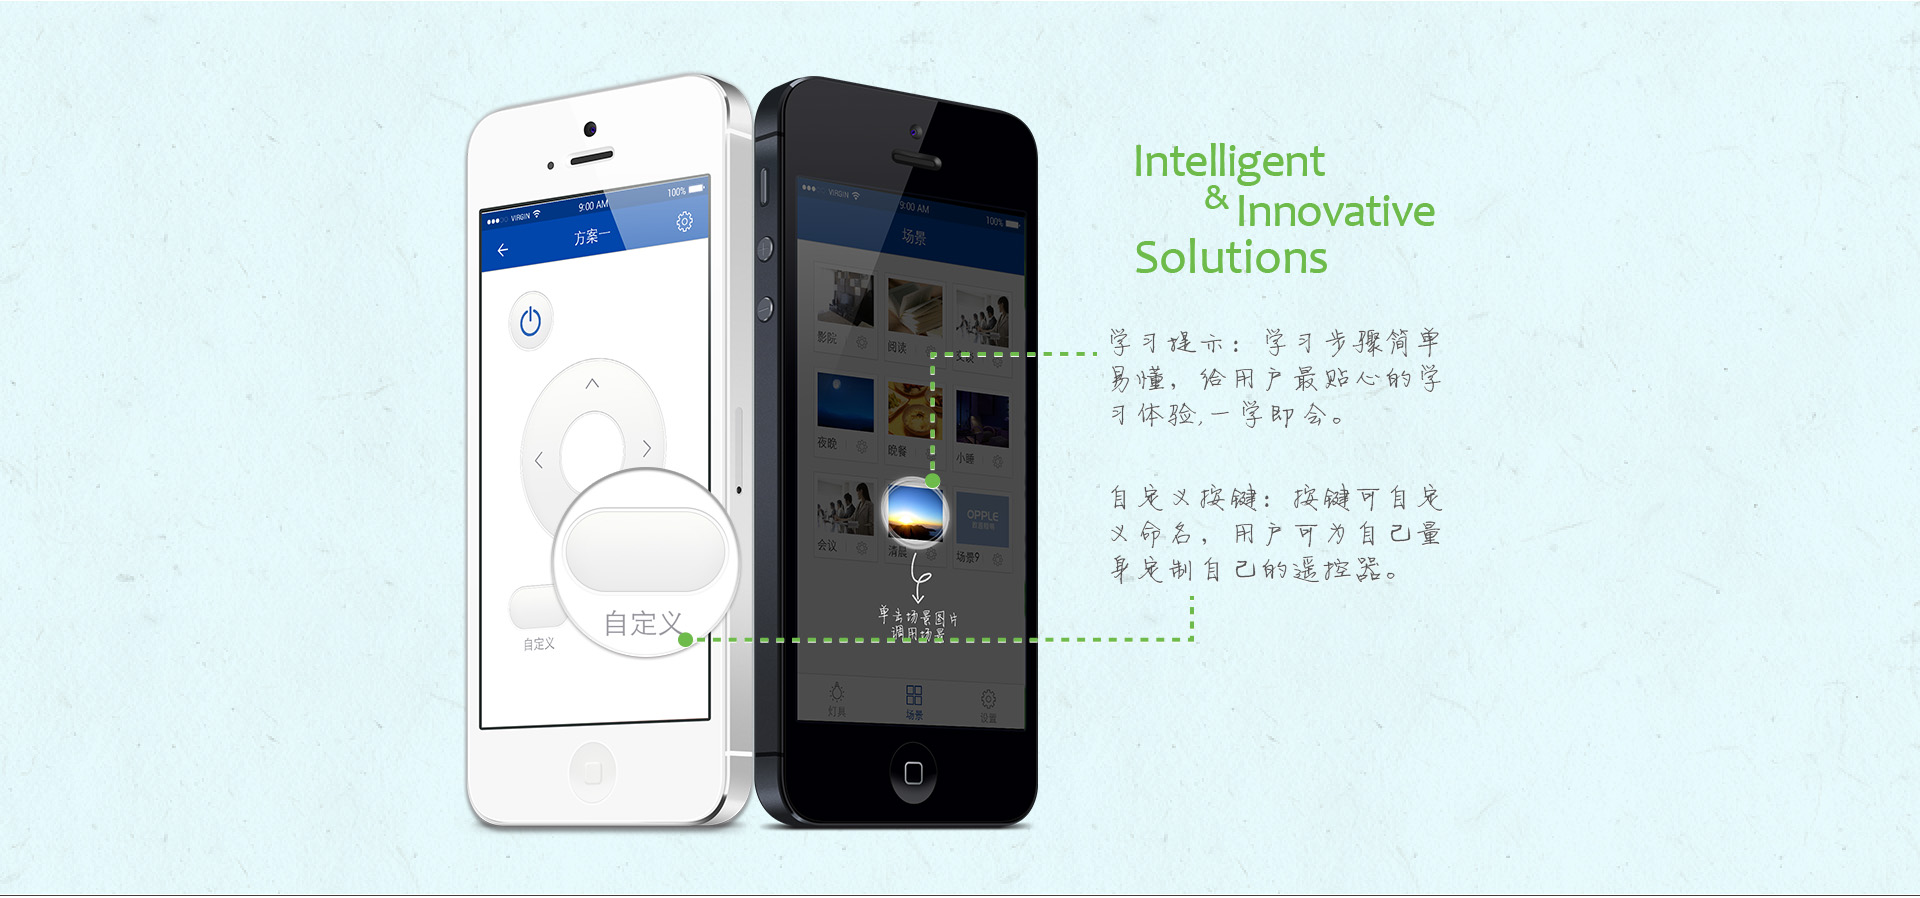 Intelligent
& Innovative
Solutions
学习提示：学习步骤简单
易懂，给用户最贴心的学
习体验,一学即会。
自定义按键：按键可自定
义命名，用户可为自己量
身定制自己的遥控器。
VIRGIN
9:00 AM
100%
方案一
自定义
自定义
VIRGIN
9:00 AM
100%
场景
影院
阅读
夜晚
晚餐
小睡
会议
清晨
OPPLE
场景9
单击场景图片
调用场景
灯具
场景
设置